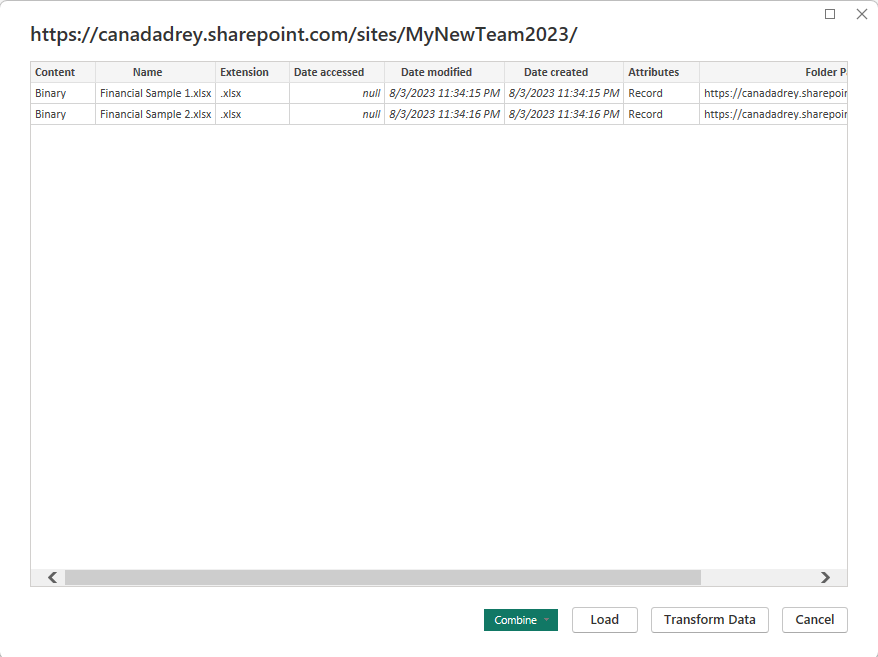 https://canadadrey.sharepoint.com/sites/MyNewTeam2023/
Content Name Extension Date accessed Date modified Date created Attributes Folder P
Binary Financial Sample 1.xlsx .xlsx null 8/3/2023 11:34:15 PM 8/3/2023 11:34:15 PM Record https://canadadrey.sharepoir
Binary Financial Sample 2.xlsx .xlsx null 8/3/2023 11:34:16 PM 8/3/2023 11:34:16 PM Record https://canadadrey.sharepoir
Combine Load Transform Data Cancel